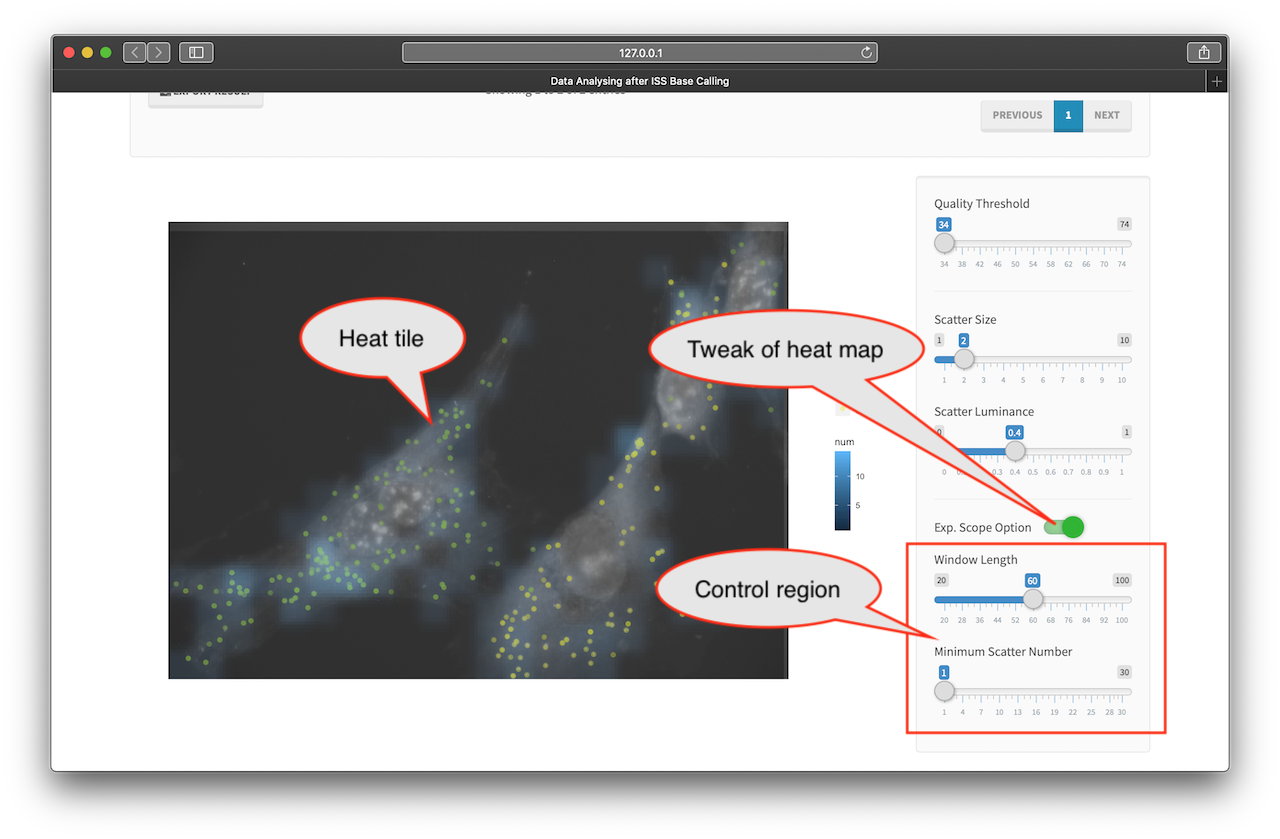 127.0.0.1
Data Analysing after ISS Base Calling
+
EXPORT RESULT
PREVIOUS 1 NEXT
Quality Threshold
34 74
34 38 42 46 50 54 58 62 66 70 74
Heat tile
Tweak of heat map
Scatter Size
1 2 10
1 2 3 4 5 6 7 8 9 10
Scatter Luminance
0 0.4 1
0 0.3 0.4 0.5 0.6 0.7 0.8 0.9 1
num
10
5
Exp. Scope Option
Control region
Window Length
20 60 100
20 28 36 44 52 60 68 76 84 92 100
Minimum Scatter Number
1 30
1 4 7 10 13 16 19 22 25 28 30